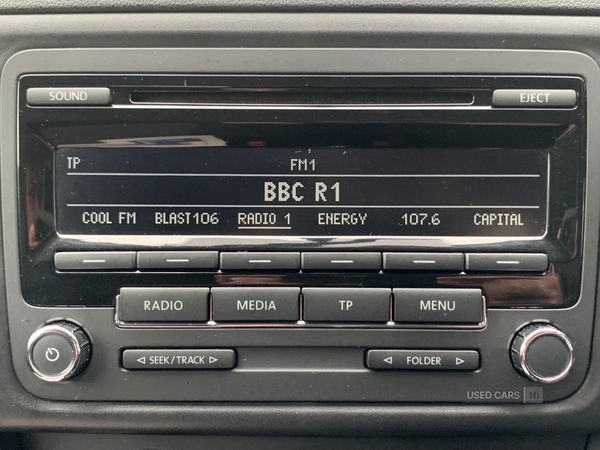 SOUND EJECT
TP FM1
BBC R1
COOL FM BLAST106 RADIO 1 ENERGY 107.6 CAPITAL
RADIO MEDIA TP MENU
◁ SEEK/TRACK ▷ ◁ FOLDER ▷
USED CARS NI